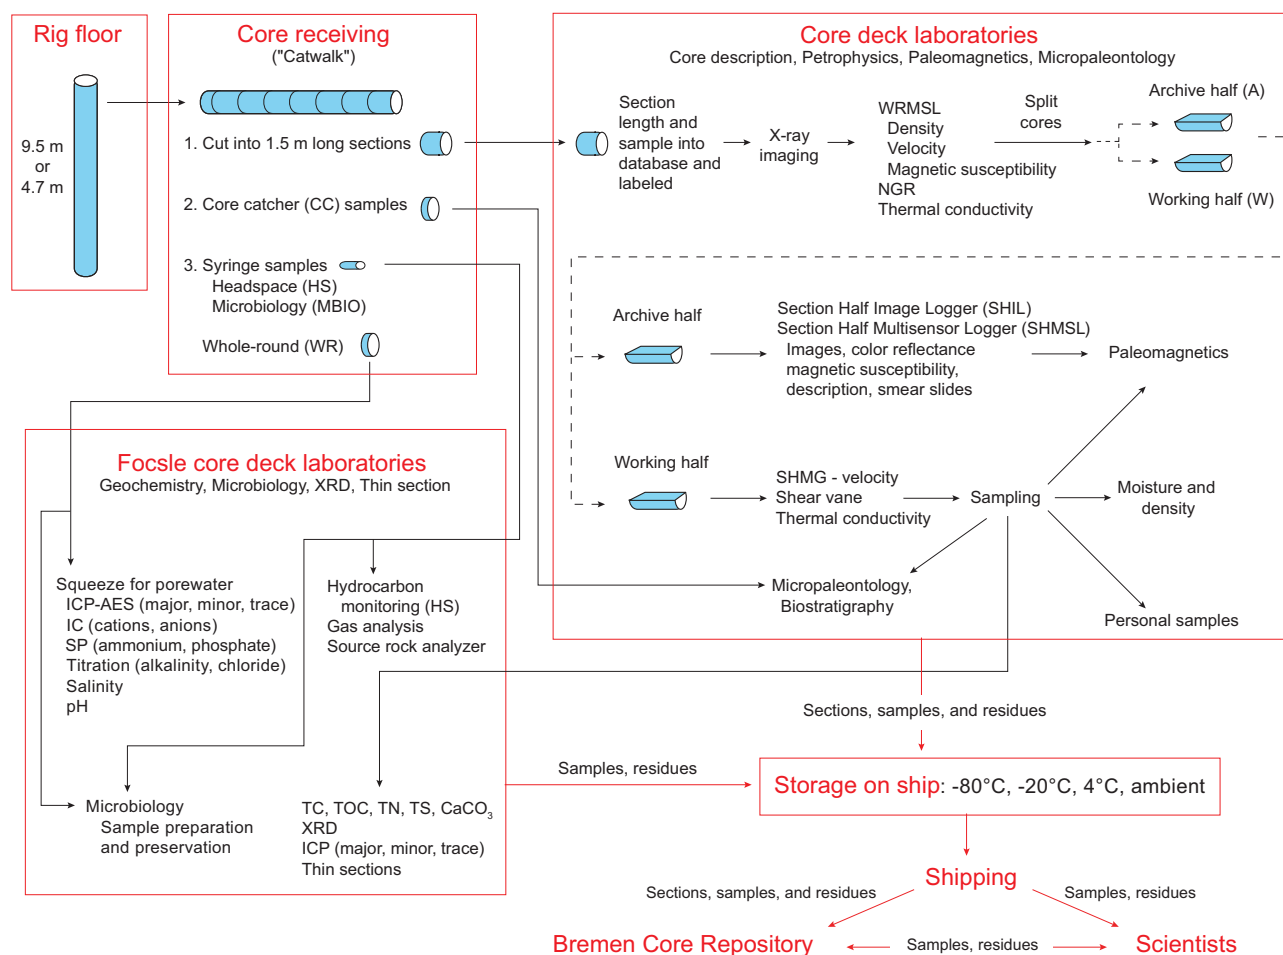 Rig floor
9.5 m
or
4.7 m
Core receiving
("Catwalk")
1. Cut into 1.5 m long sections
2. Core catcher (CC) samples
3. Syringe samples
Headspace (HS)
Microbiology (MBIO)
Whole-round (WR)
Core deck laboratories
Core description, Petrophysics, Paleomagnetics, Micropaleontology
Section
length and
sample into
database and
labeled
X-ray
imaging
WRMSL
Density
Velocity
Magnetic susceptibility
NGR
Thermal conductivity
Split
cores
Archive half (A)
Working half (W)
Archive half
Section Half Image Logger (SHIL)
Section Half Multisensor Logger (SHMSL)
Images, color reflectance
magnetic susceptibility,
description, smear slides
Paleomagnetics
Working half
SHMG - velocity
Shear vane
Thermal conductivity
Sampling
Moisture and
density
Micropaleontology,
Biostratigraphy
Personal samples
Focsle core deck laboratories
Geochemistry, Microbiology, XRD, Thin section
Squeeze for porewater
ICP-AES (major, minor, trace)
IC (cations, anions)
SP (ammonium, phosphate)
Titration (alkalinity, chloride)
Salinity
pH
Hydrocarbon
monitoring (HS)
Gas analysis
Source rock analyzer
Microbiology
Sample preparation
and preservation
TC, TOC, TN, TS, CaCO₃
XRD
ICP (major, minor, trace)
Thin sections
Sections, samples, and residues
Samples, residues
Storage on ship: -80°C, -20°C, 4°C, ambient
Shipping
Sections, samples, and residues
Samples, residues
Bremen Core Repository
Samples, residues
Scientists